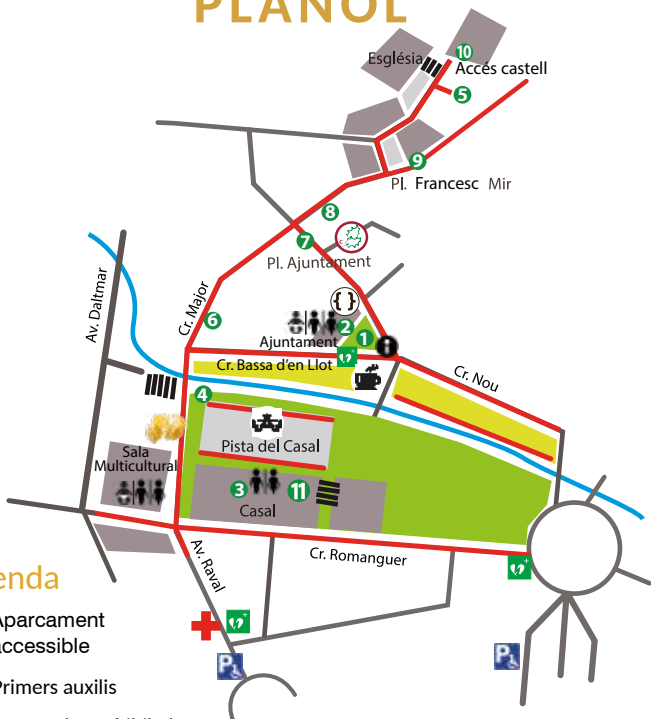 PLÀNOL
10
Església
Accés castell
5
9
Pl. Francesc Mir
8
7
Pl. Ajuntament
Av. Daltmar
Cr. Major
6
{ }
2
1
Ajuntament
i
Cr. Bassa d'en Llot
Cr. Nou
4
Pista del Casal
Sala
Multicultural
3
11
Casal
Cr. Romanguer
Av. Raval
enda
Aparcament
accessible
P
P
Primers auxilis